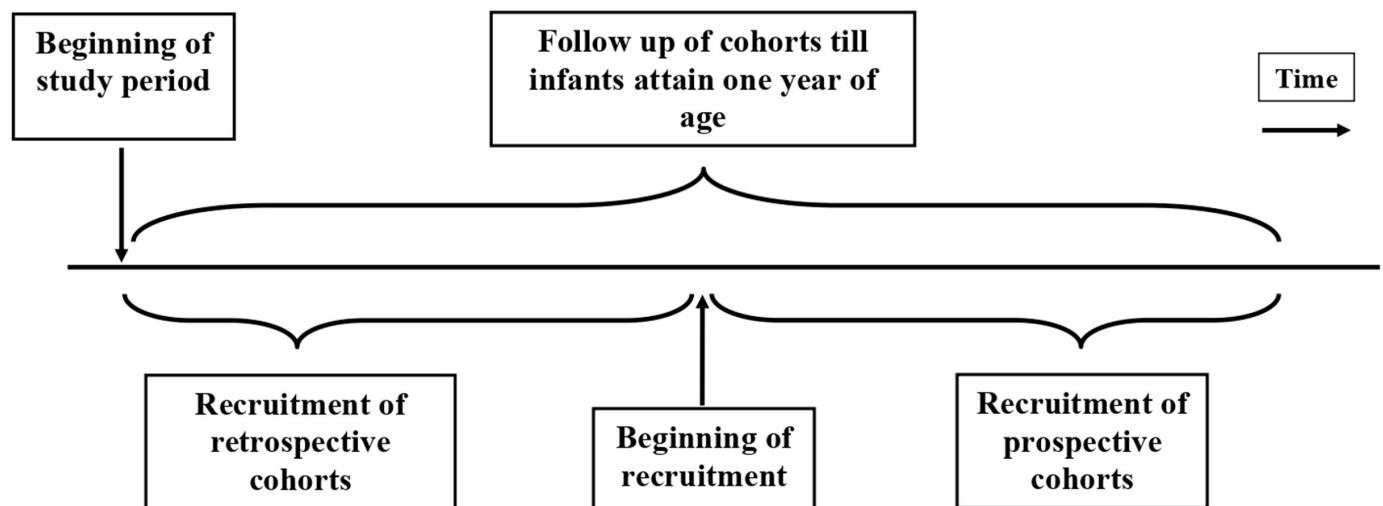 Beginning of
study period
Follow up of cohorts till
infants attain one year of
age
Time
Recruitment of
retrospective
cohorts
Beginning of
recruitment
Recruitment of
prospective
cohorts